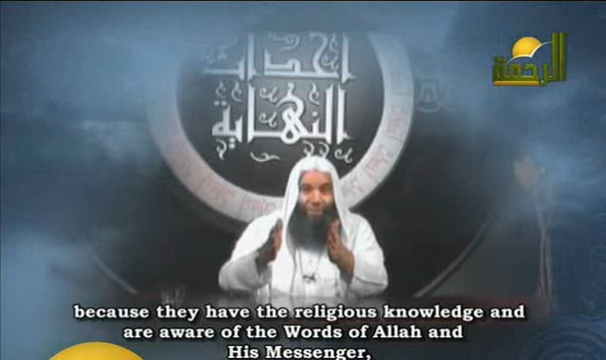 أحداث
النهاية
الرحمة
because they have the religious knowledge and
are aware of the Words of Allah and
His Messenger,